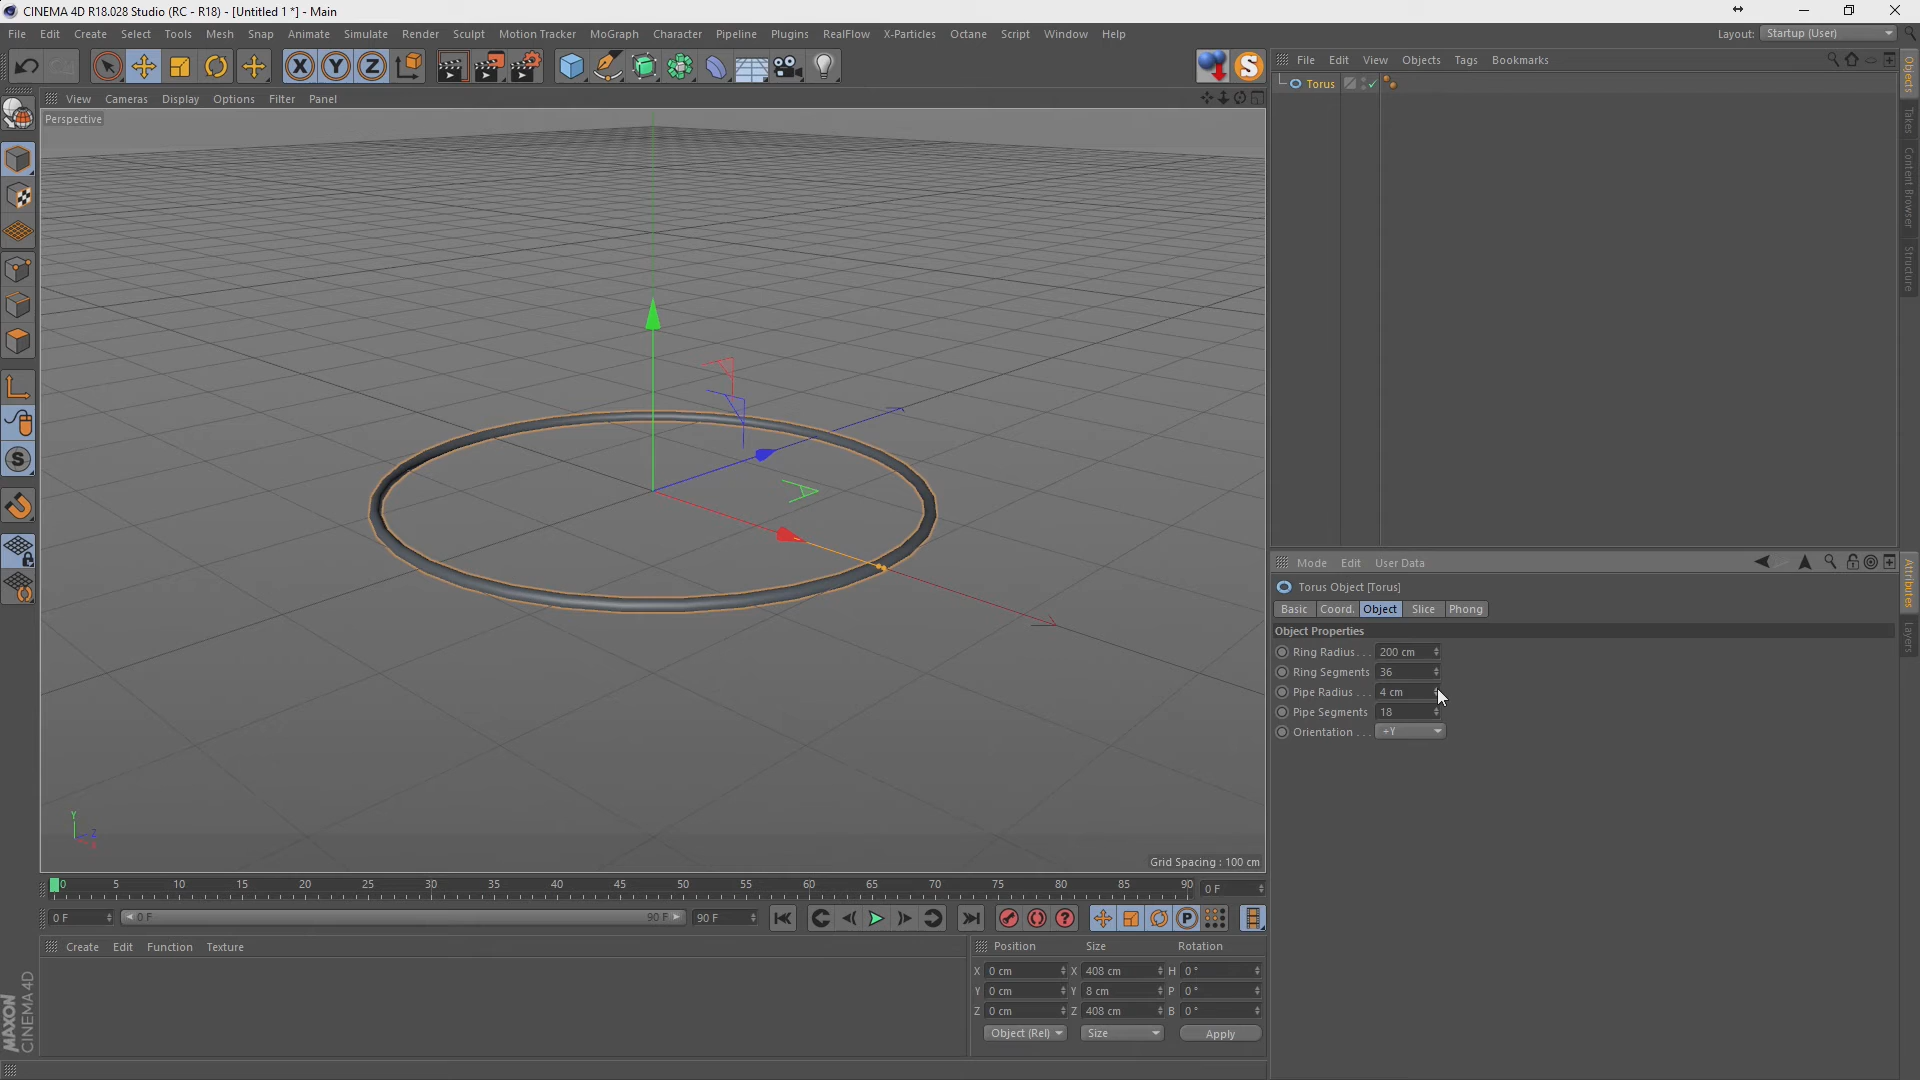 CINEMA 4D R18.028 Studio (RC - R18) - [Untitled 1 *] - Main
File Edit Create Select Tools Mesh Snap Animate Simulate Render Sculpt Motion Tracker MoGraph Character Pipeline Plugins RealFlow X-Particles Octane Script Window Help Layout: Startup (User)
X Y Z
File Edit View Objects Tags Bookmarks
Torus
View Cameras Display Options Filter Panel
Perspective
Objects
Takes
Content Browser
Structure
Mode Edit User Data
Torus Object [Torus]
Basic Coord. Object Slice Phong
Object Properties
Ring Radius . . . 200 cm
Ring Segments 36
Pipe Radius . . . 4 cm
Pipe Segments 18
Orientation . . . +Y
Attributes
Layers
Y
Z
X
Grid Spacing : 100 cm
0 5 10 15 20 25 30 35 40 45 50 55 60 65 70 75 80 85 90 0 F
0 F 0 F 90 F 90 F
Create Edit Function Texture
Position Size Rotation
X 0 cm X 408 cm H 0 °
Y 0 cm Y 8 cm P 0 °
Z 0 cm Z 408 cm B 0 °
Object (Rel) Size Apply
MAXON
CINEMA 4D